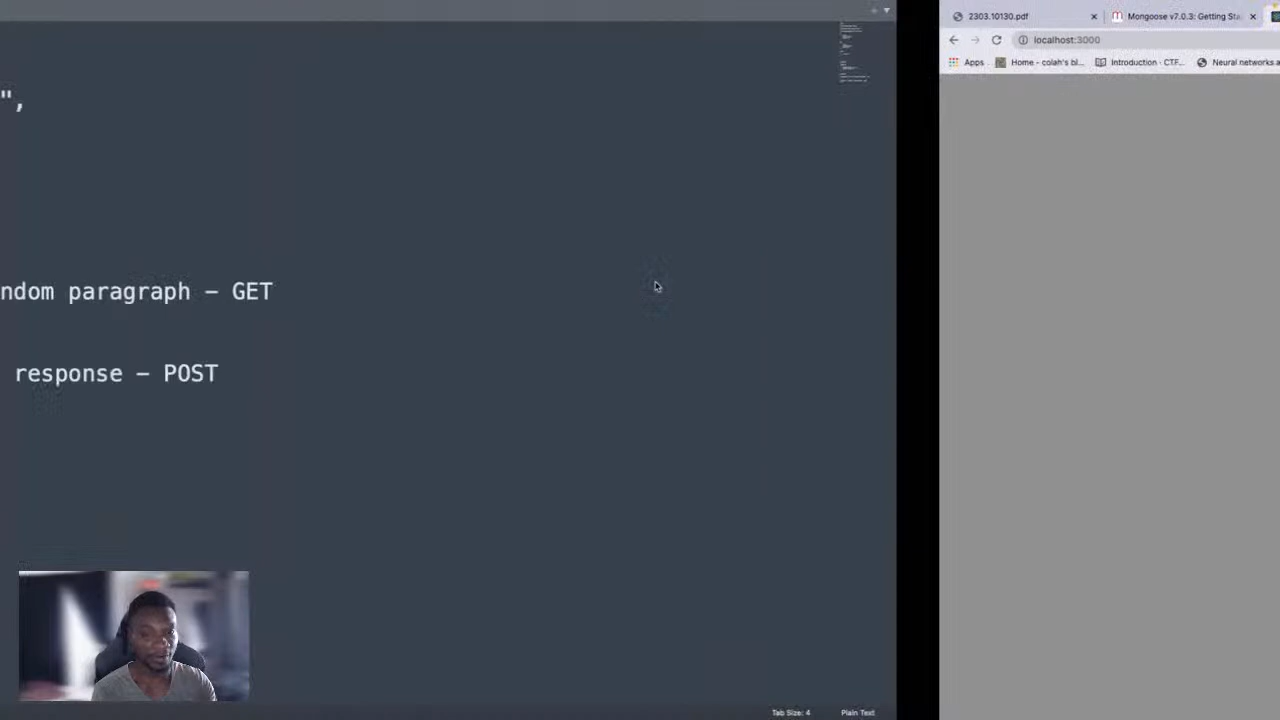 ",
ndom paragraph – GET
response – POST
Tab Size: 4
Plain Text
2303.10130.pdf
Mongoose v7.0.3: Getting Sta
localhost:3000
Apps
Home - colah's bl...
Introduction · CTF...
Neural networks a